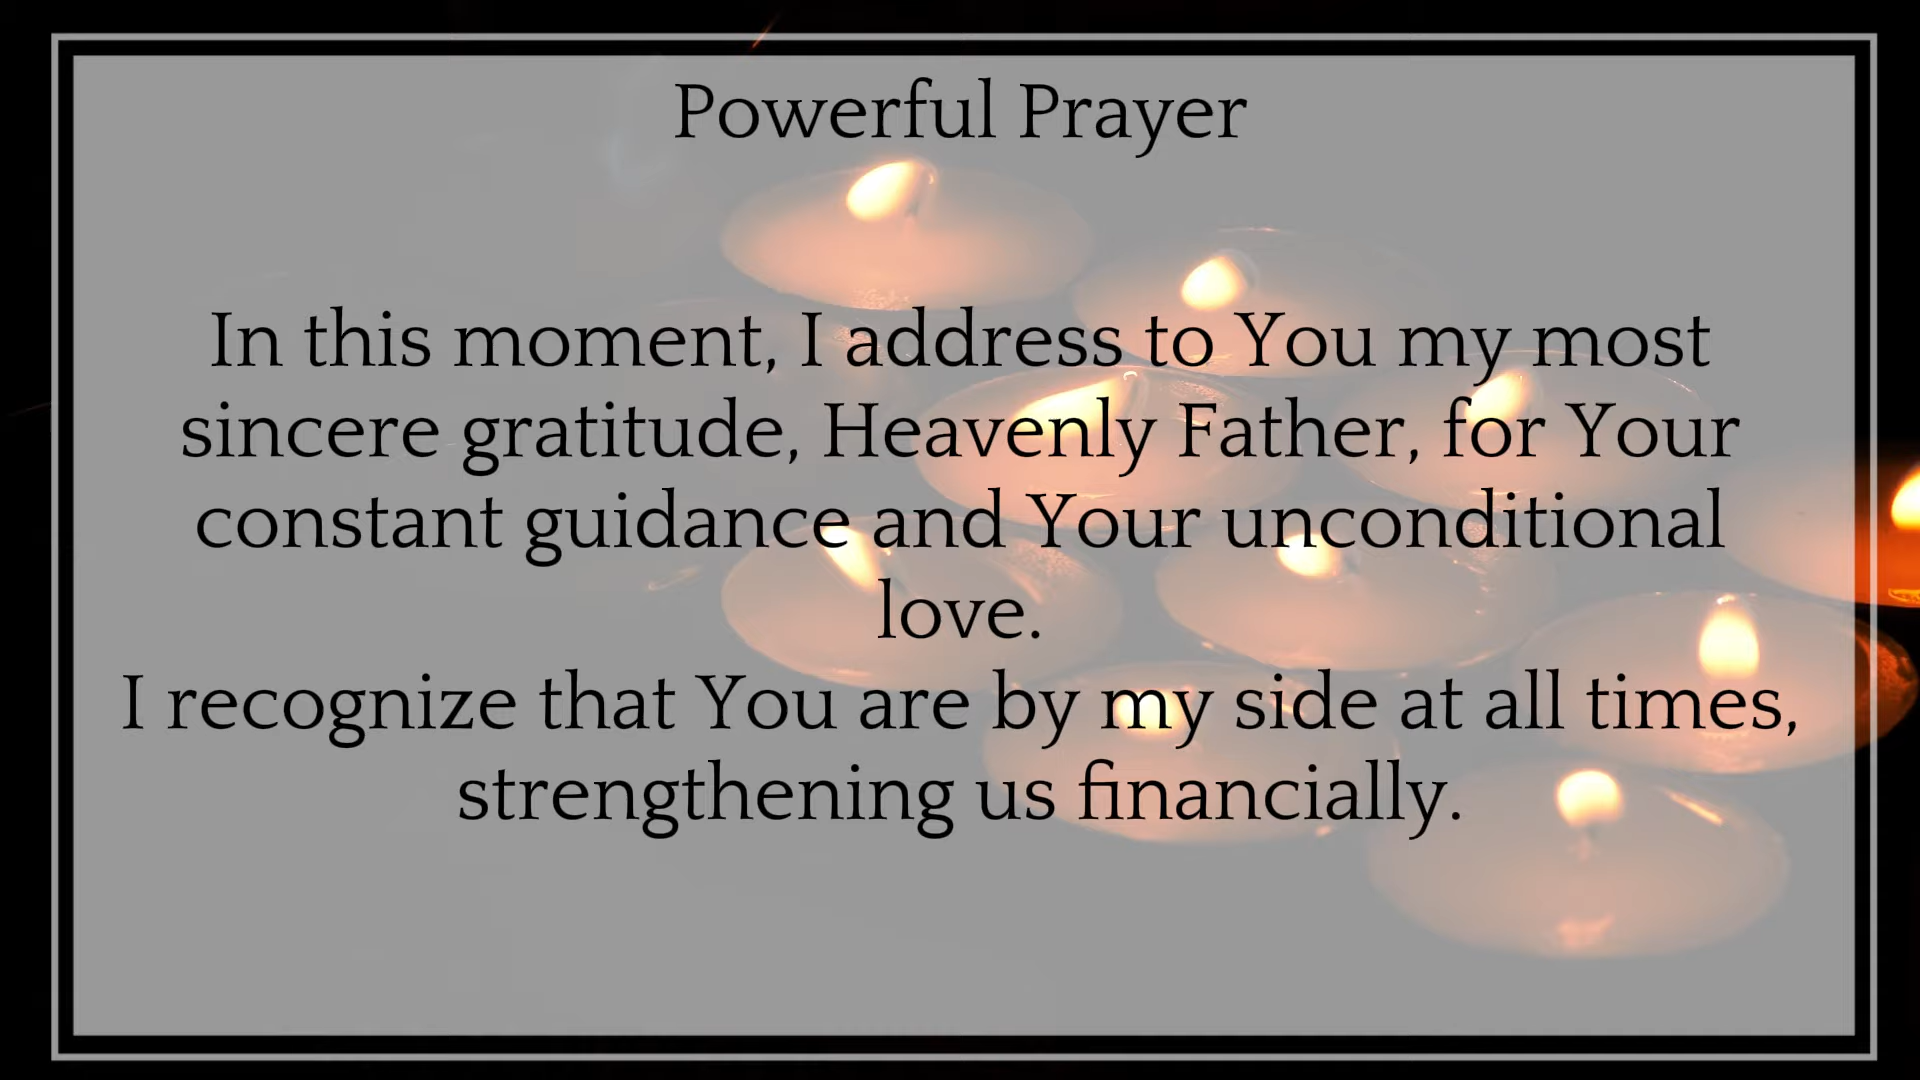 Powerful Prayer
In this moment, I address to You my most
sincere gratitude, Heavenly Father, for Your
constant guidance and Your unconditional
love.
I recognize that You are by my side at all times,
strengthening us financially.